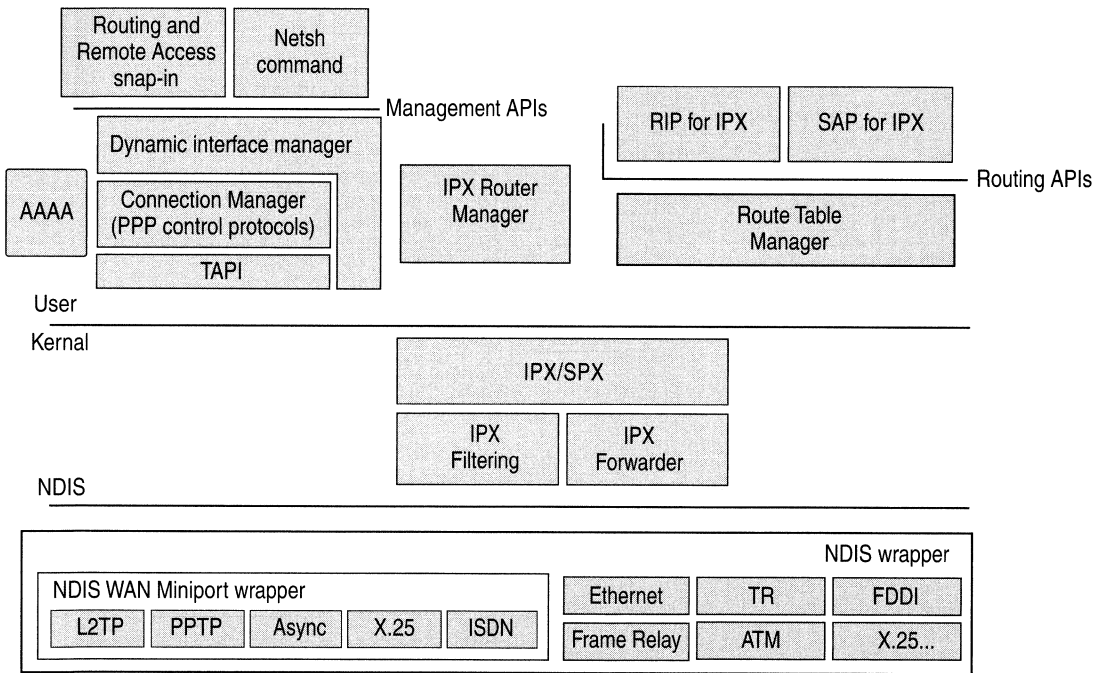 Routing and
Remote Access
snap-in
Netsh
command
Management APIs
RIP for IPX
SAP for IPX
Dynamic interface manager
Routing APIs
AAAA
Connection Manager
(PPP control protocols)
IPX Router
Manager
Route Table
Manager
TAPI
User
Kernal
IPX/SPX
IPX
Filtering
IPX
Forwarder
NDIS
NDIS wrapper
NDIS WAN Miniport wrapper
L2TP
PPTP
Async
X.25
ISDN
Ethernet
TR
FDDI
Frame Relay
ATM
X.25...